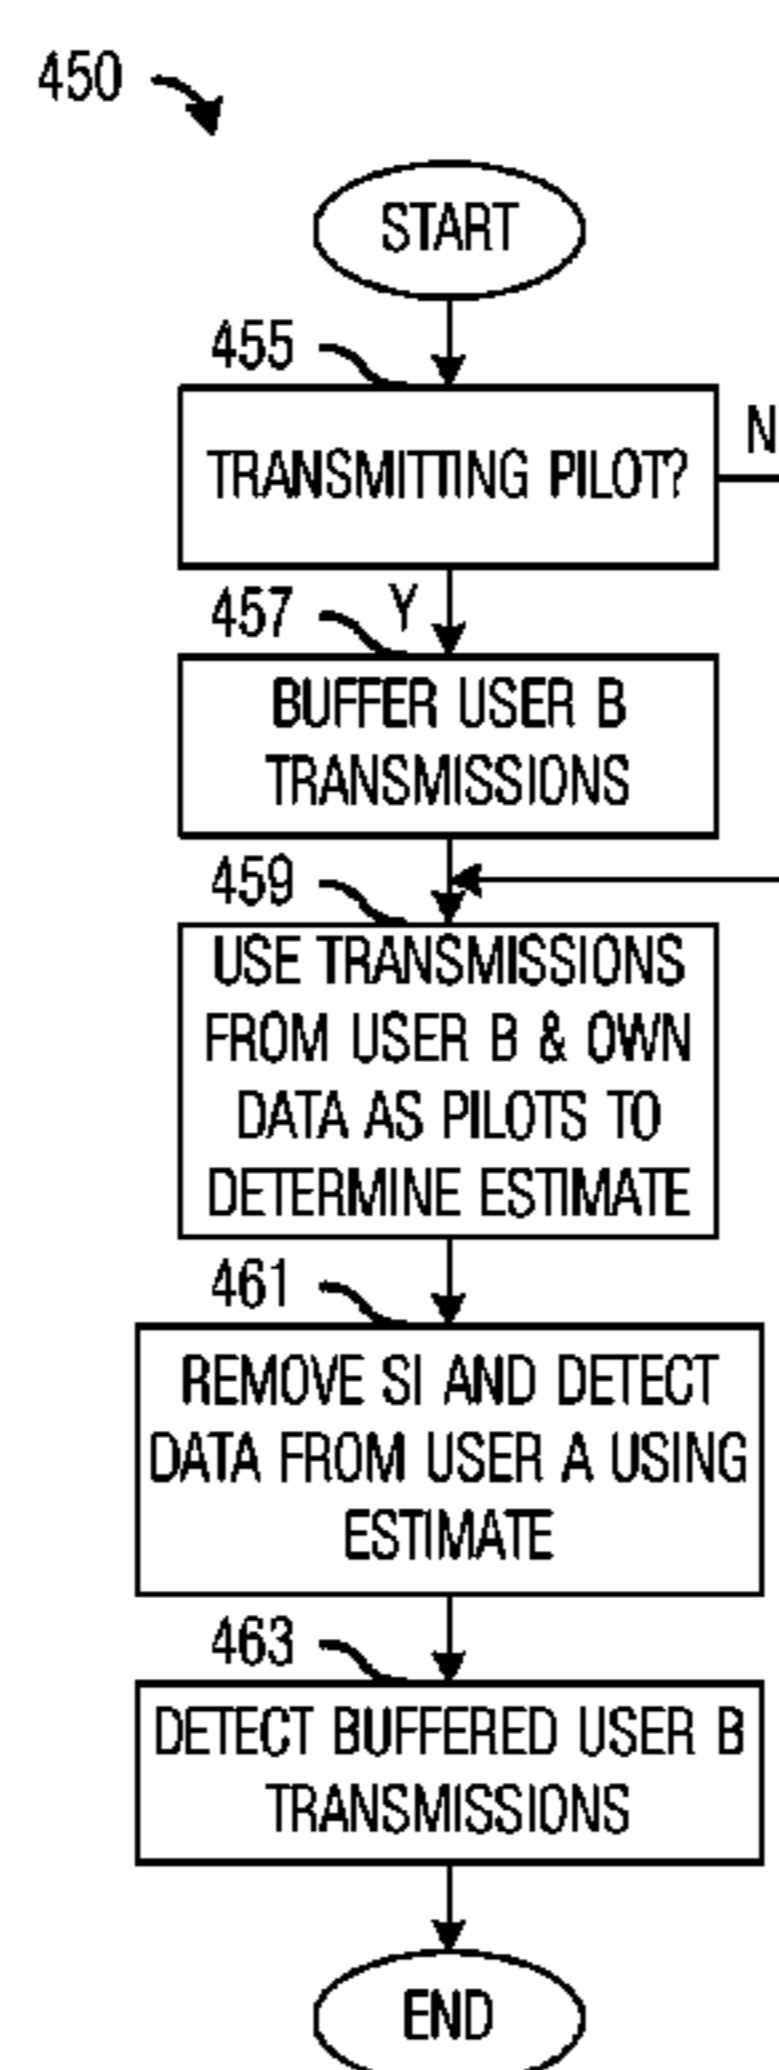 450
START
455
TRANSMITTING PILOT?
N
457
Y
BUFFER USER B
TRANSMISSIONS
459
USE TRANSMISSIONS
FROM USER B & OWN
DATA AS PILOTS TO
DETERMINE ESTIMATE
461
REMOVE SI AND DETECT
DATA FROM USER A USING
ESTIMATE
463
DETECT BUFFERED USER B
TRANSMISSIONS
END